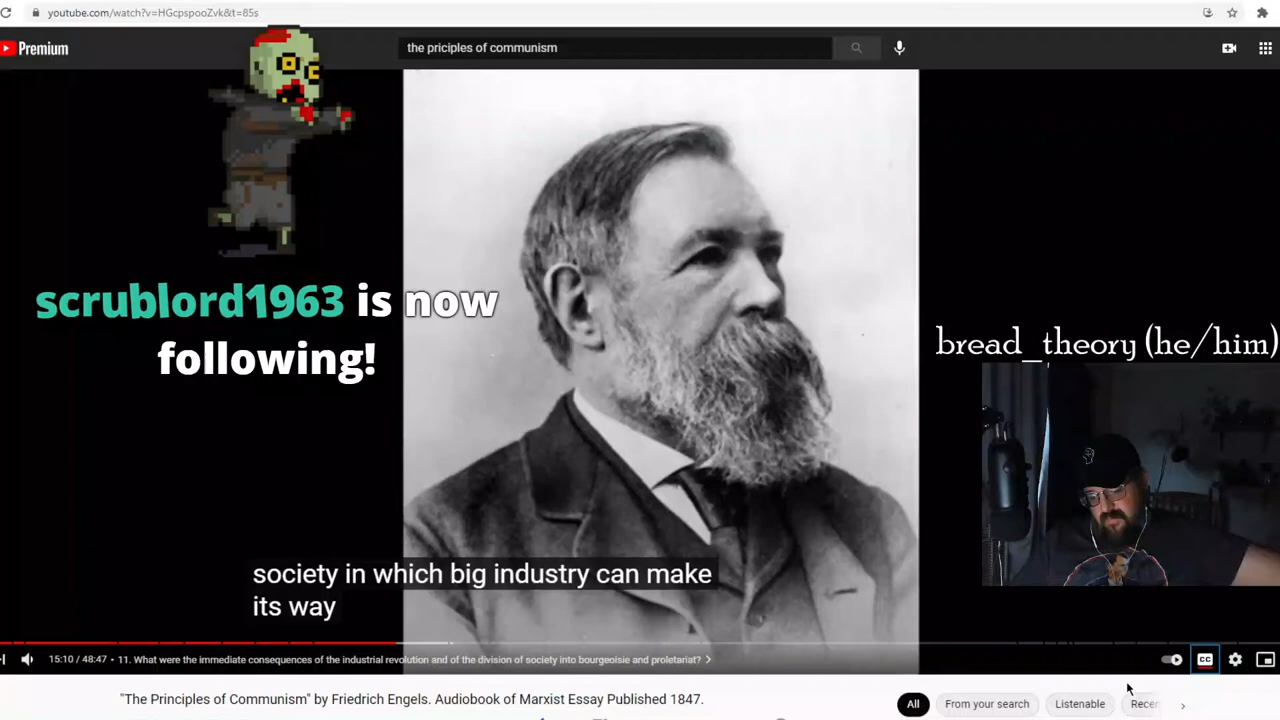 youtube.com/watch?v=HGcpspooZvk&t=85s
Premium
the priciples of communism
scrublord1963 is now
following!
bread_theory (he/him)
society in which big industry can make
its way
15:10 / 48:47 • 11. What were the immediate consequences of the industrial revolution and of the division of society into bourgeoisie and proletariat?
CC
"The Principles of Communism" by Friedrich Engels. Audiobook of Marxist Essay Published 1847.
All
From your search
Listenable
Recen